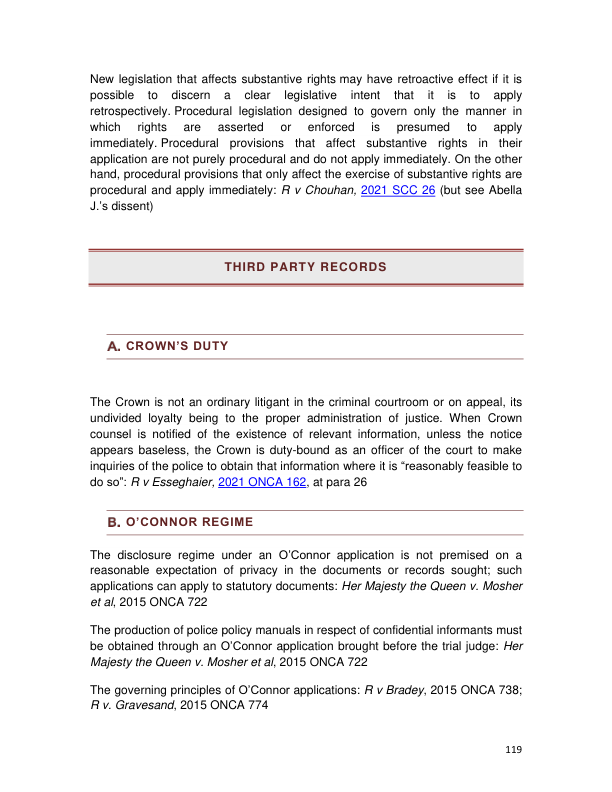 New legislation that affects substantive rights may have retroactive effect if it is
possible to discern a clear legislative intent that it is to apply
retrospectively. Procedural legislation designed to govern only the manner in
which rights are asserted or enforced is presumed to apply
immediately. Procedural provisions that affect substantive rights in their
application are not purely procedural and do not apply immediately. On the other
hand, procedural provisions that only affect the exercise of substantive rights are
procedural and apply immediately: R v Chouhan, 2021 SCC 26 (but see Abella
J.'s dissent)
THIRD PARTY RECORDS
A. CROWN'S DUTY
The Crown is not an ordinary litigant in the criminal courtroom or on appeal, its
undivided loyalty being to the proper administration of justice. When Crown
counsel is notified of the existence of relevant information, unless the notice
appears baseless, the Crown is duty-bound as an officer of the court to make
inquiries of the police to obtain that information where it is “reasonably feasible to
do so”: R v Esseghaier, 2021 ONCA 162, at para 26
B. O'CONNOR REGIME
The disclosure regime under an O'Connor application is not premised on a
reasonable expectation of privacy in the documents or records sought; such
applications can apply to statutory documents: Her Majesty the Queen v. Mosher
et al, 2015 ONCA 722
The production of police policy manuals in respect of confidential informants must
be obtained through an O'Connor application brought before the trial judge: Her
Majesty the Queen v. Mosher et al, 2015 ONCA 722
The governing principles of O'Connor applications: R v Bradey, 2015 ONCA 738;
R v. Gravesand, 2015 ONCA 774
119